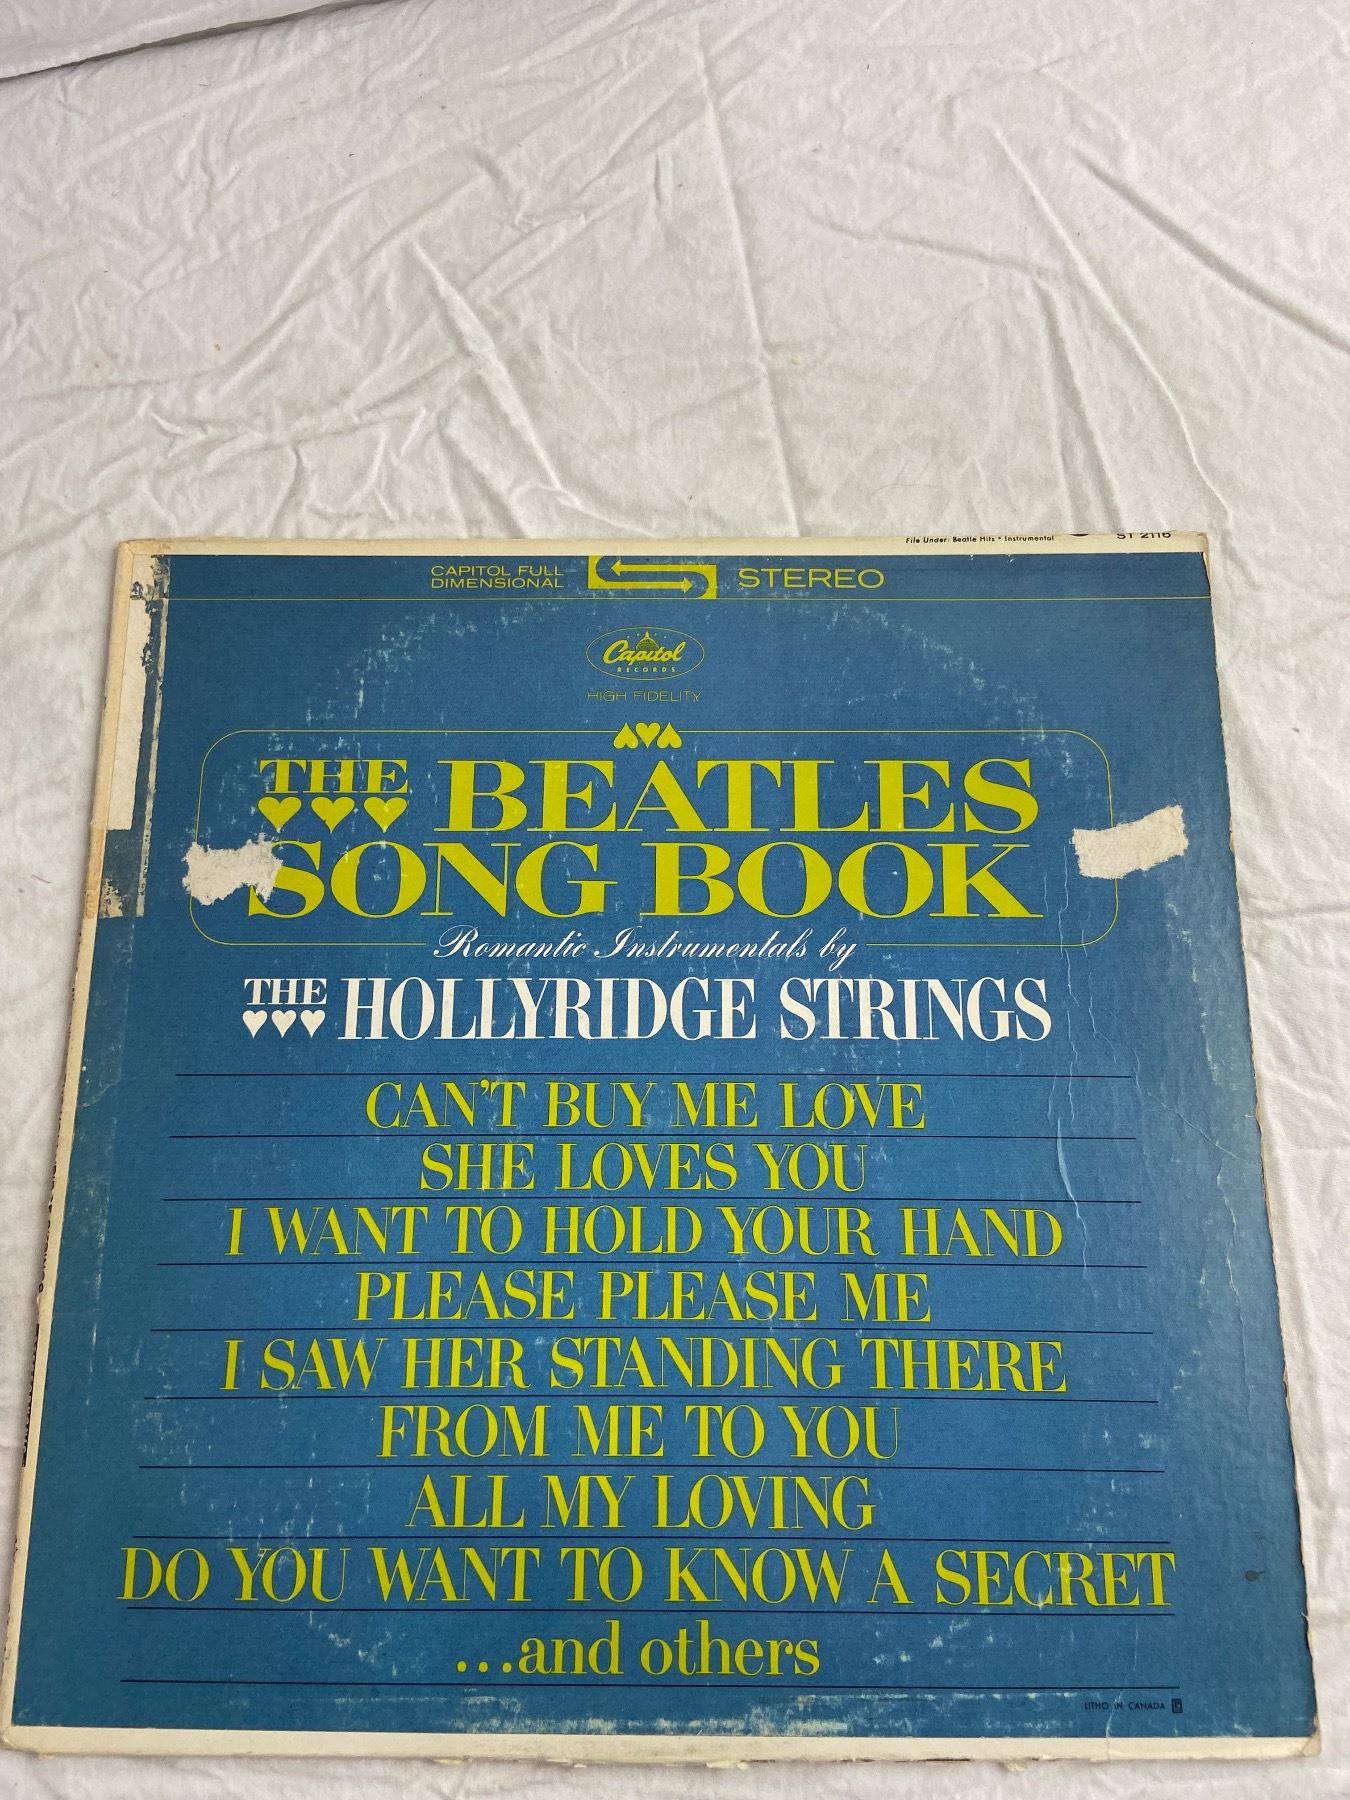 File Under: Beatle Hits • Instrumental
ST 2116
CAPITOL FULL
DIMENSIONAL
STEREO
Capitol
RECORDS
HIGH FIDELITY
THE BEATLES
SONG BOOK
Romantic Instrumentals by
THE HOLLYRIDGE STRINGS
CAN'T BUY ME LOVE
SHE LOVES YOU
I WANT TO HOLD YOUR HAND
PLEASE PLEASE ME
I SAW HER STANDING THERE
FROM ME TO YOU
ALL MY LOVING
DO YOU WANT TO KNOW A SECRET
...and others
LITHO IN CANADA